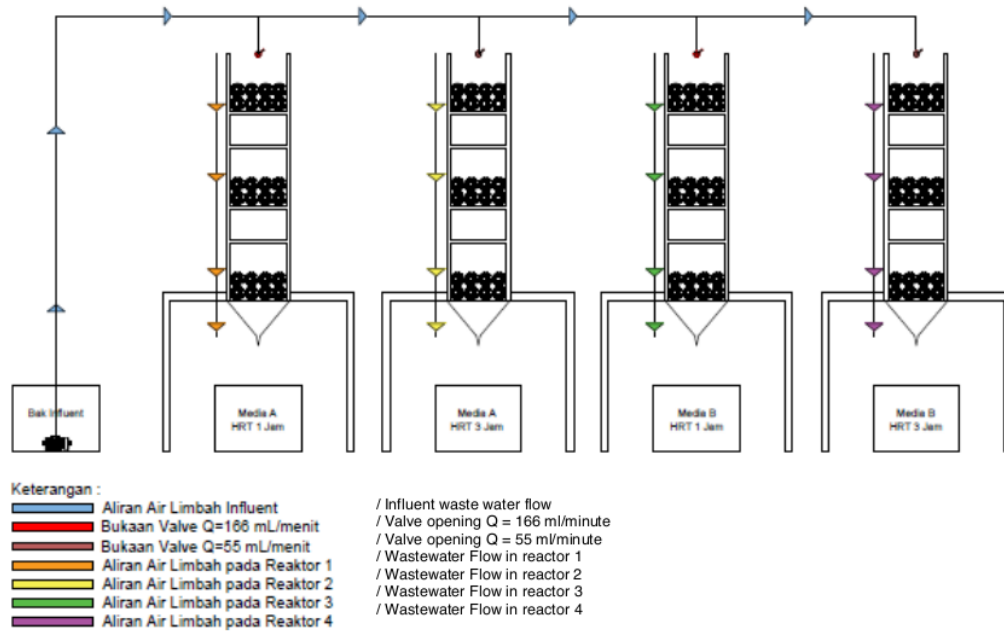 Bak Influent
Media A
HRT 1 Jam
Media A
HRT 3 Jam
Media B
HRT 1 Jam
Media B
HRT 3 Jam
Keterangan :
Aliran Air Limbah Influent / Influent waste water flow
Bukaan Valve Q=166 mL/menit / Valve opening Q = 166 ml/minute
Bukaan Valve Q=55 mL/menit / Valve opening Q = 55 ml/minute
Aliran Air Limbah pada Reaktor 1 / Wastewater Flow in reactor 1
Aliran Air Limbah pada Reaktor 2 / Wastewater Flow in reactor 2
Aliran Air Limbah pada Reaktor 3 / Wastewater Flow in reactor 3
Aliran Air Limbah pada Reaktor 4 / Wastewater Flow in reactor 4